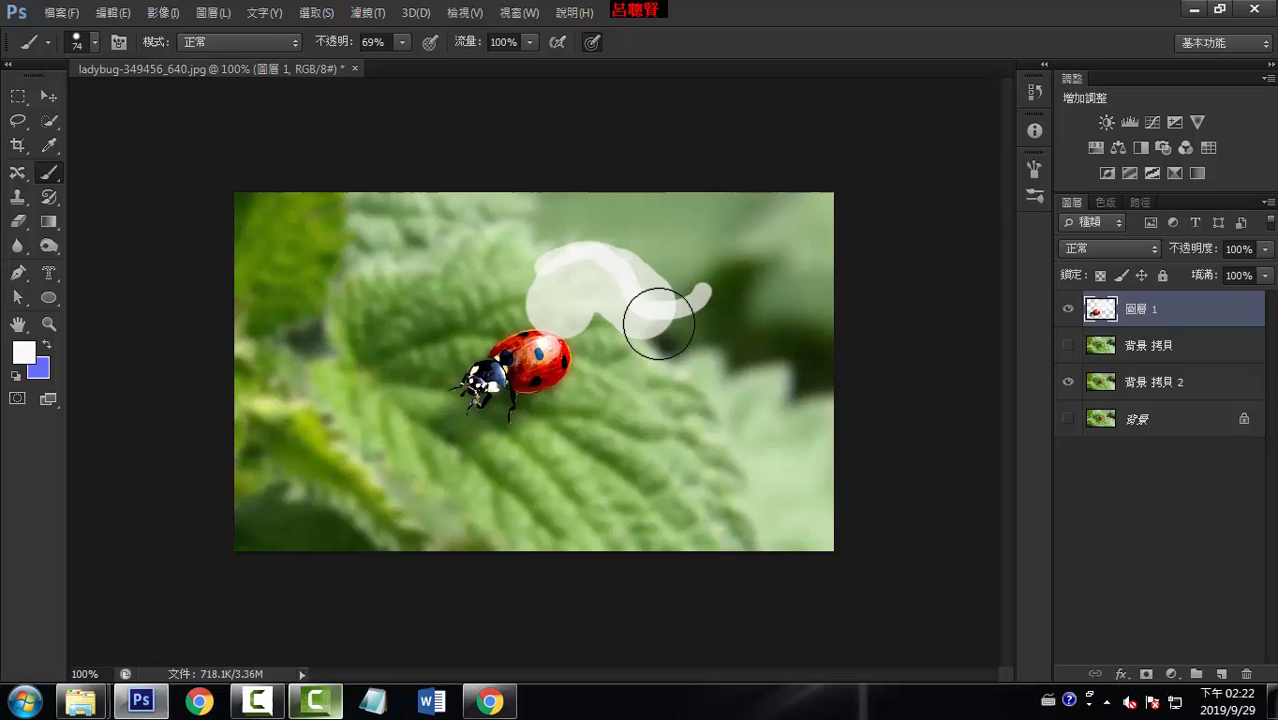 Ps 檔案(F) 編輯(E) 影像(I) 圖層(L) 文字(Y) 選取(S) 濾鏡(T) 3D(D) 檢視(V) 視窗(W) 說明(H) 呂聰賢
74 模式: 正常 不透明: 69% 流量: 100% 基本功能
ladybug-349456_640.jpg @ 100% (圖層 1, RGB/8#) * ×
調整
增加調整
圖層 色版 路徑
種類
正常 不透明度: 100%
鎖定: 填滿: 100%
圖層 1
背景 拷貝
背景 拷貝 2
背景
fx
100% 文件: 718.1K/3.36M
Ps W 下午 02:22
2019/9/29